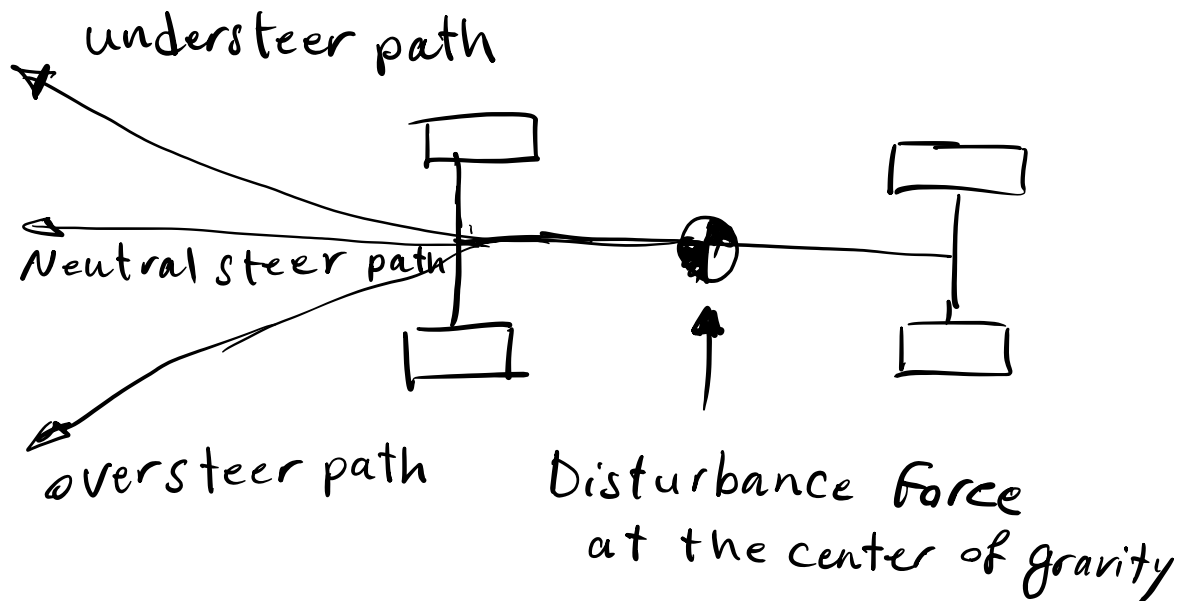 understeer path
Neutral steer path
oversteer path
Disturbance Force
at the center of gravity